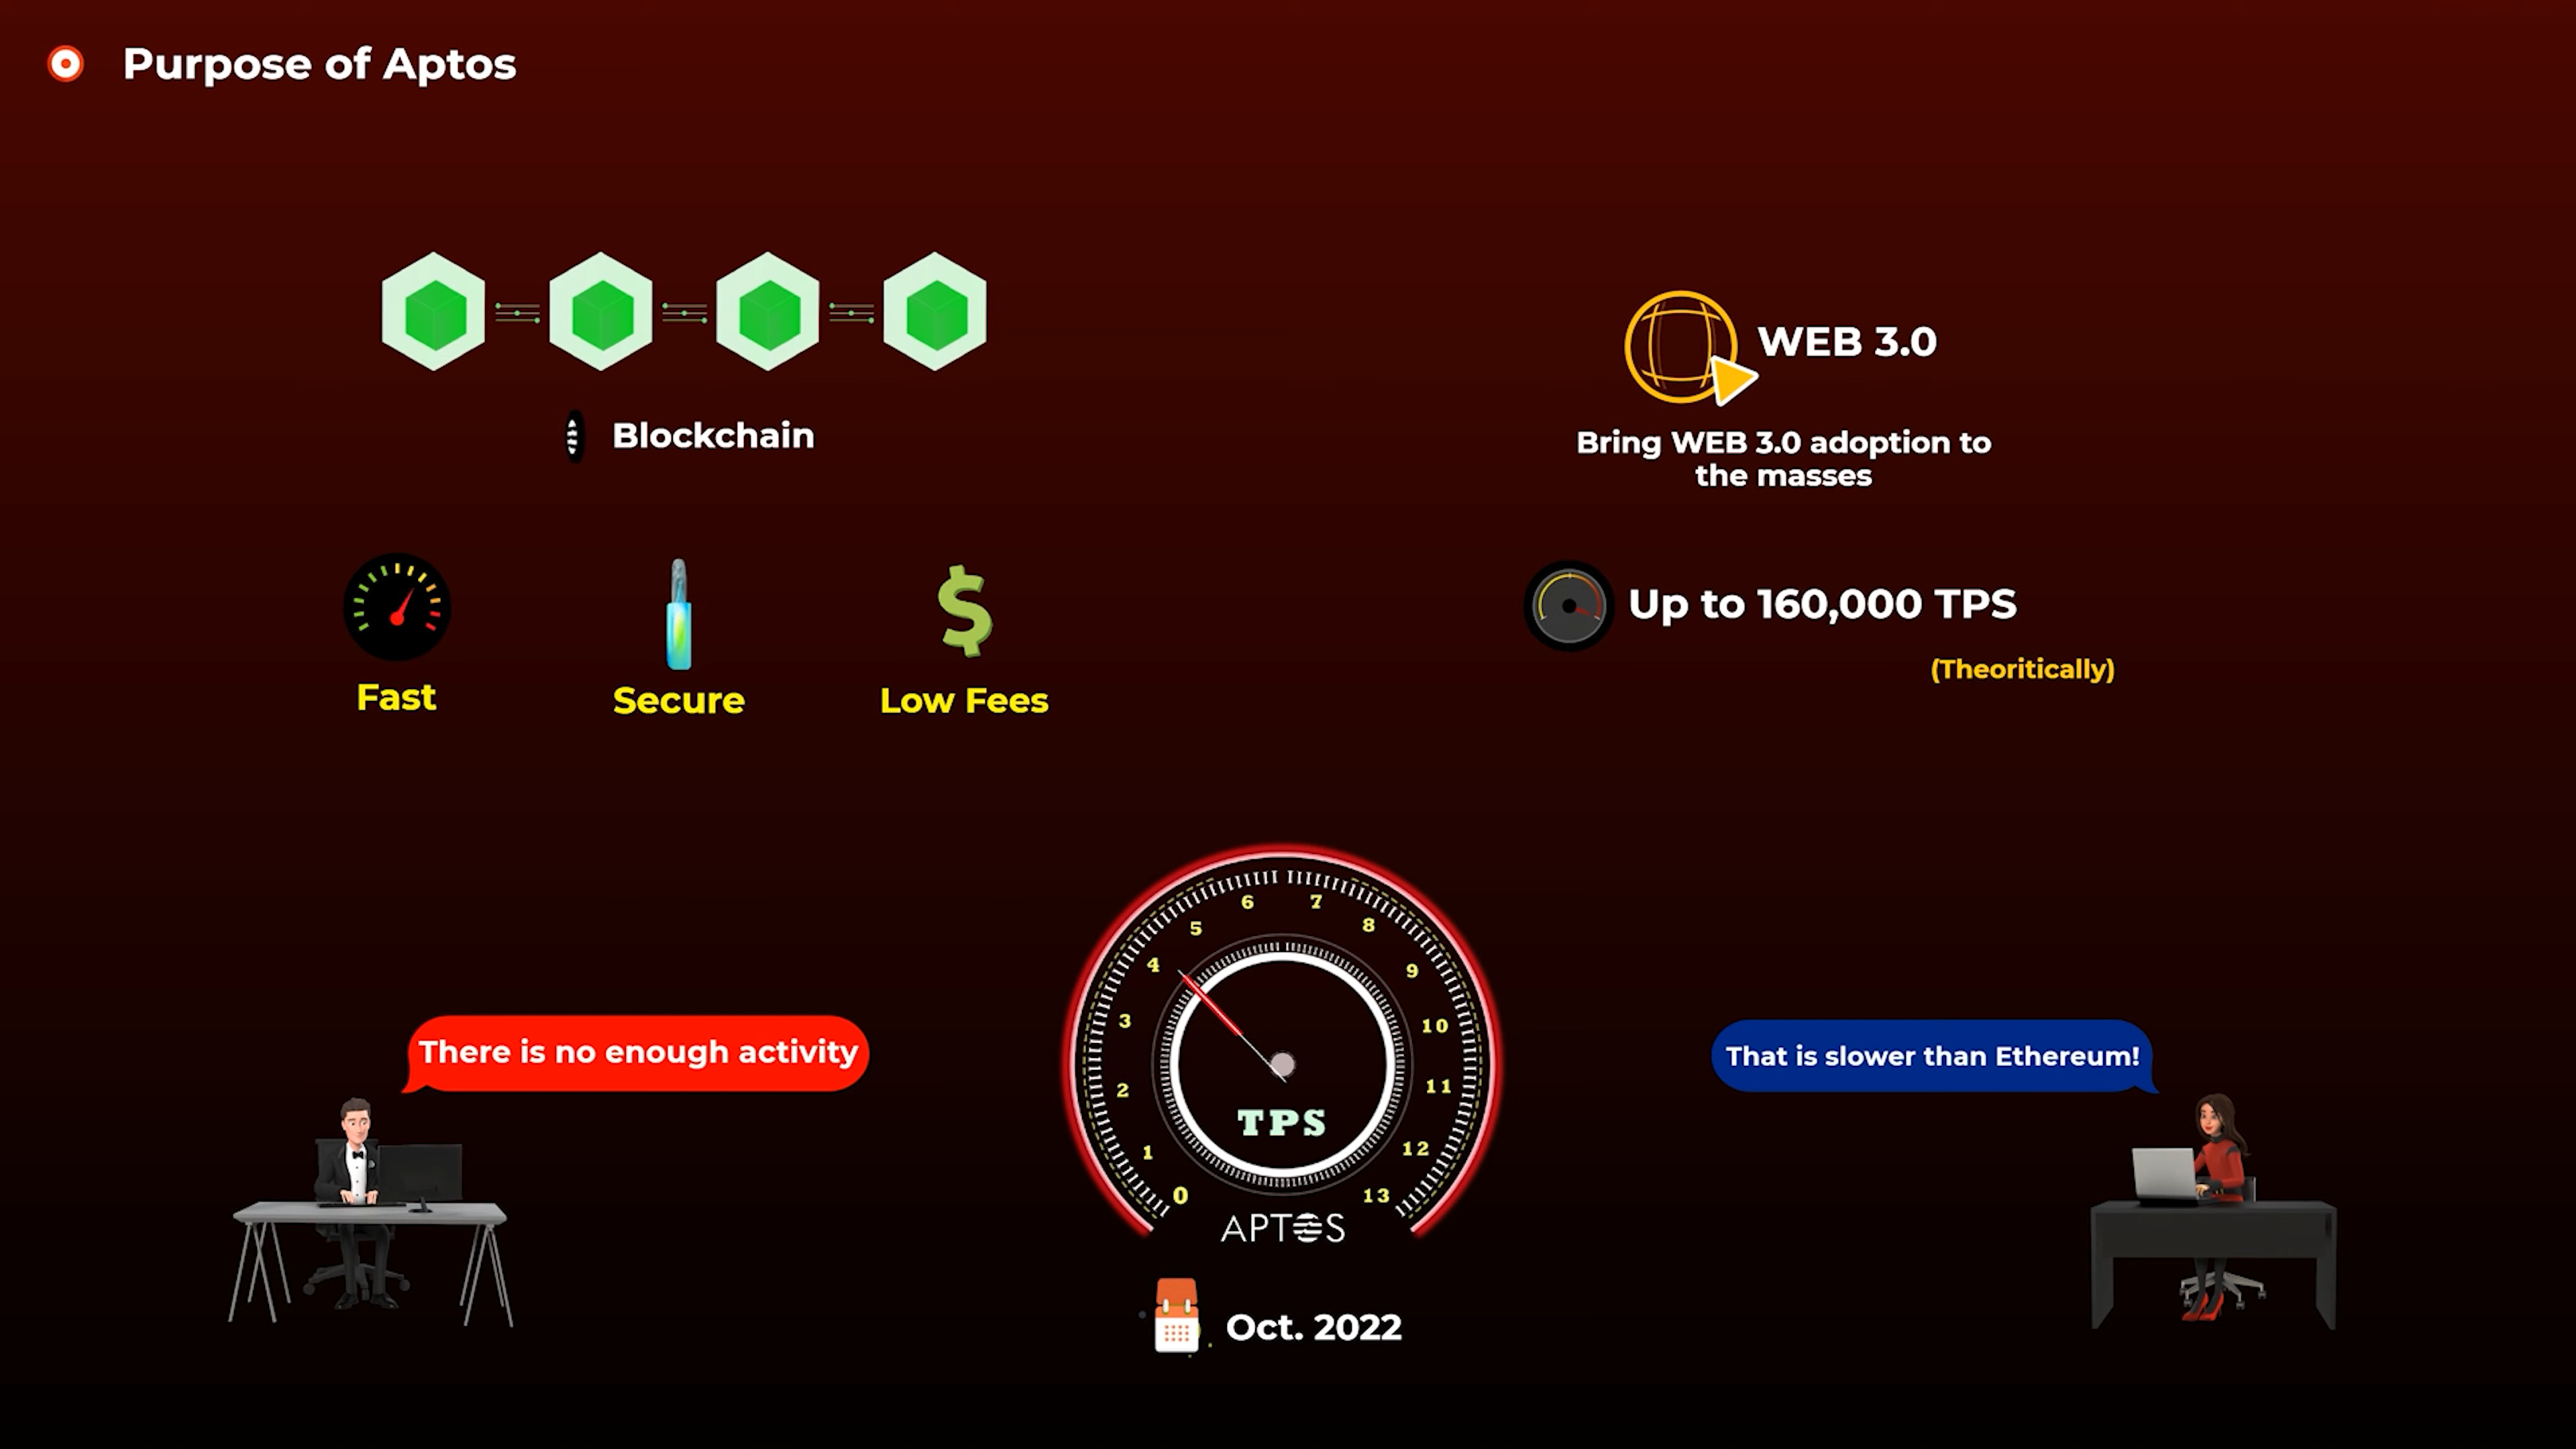 Purpose of Aptos
Blockchain
WEB 3.0
Bring WEB 3.0 adoption to
the masses
Fast
Secure
Low Fees
Up to 160,000 TPS
(Theoritically)
There is no enough activity
0
1
2
3
4
5
6
7
8
9
10
11
12
13
TPS
APTOS
Oct. 2022
That is slower than Ethereum!